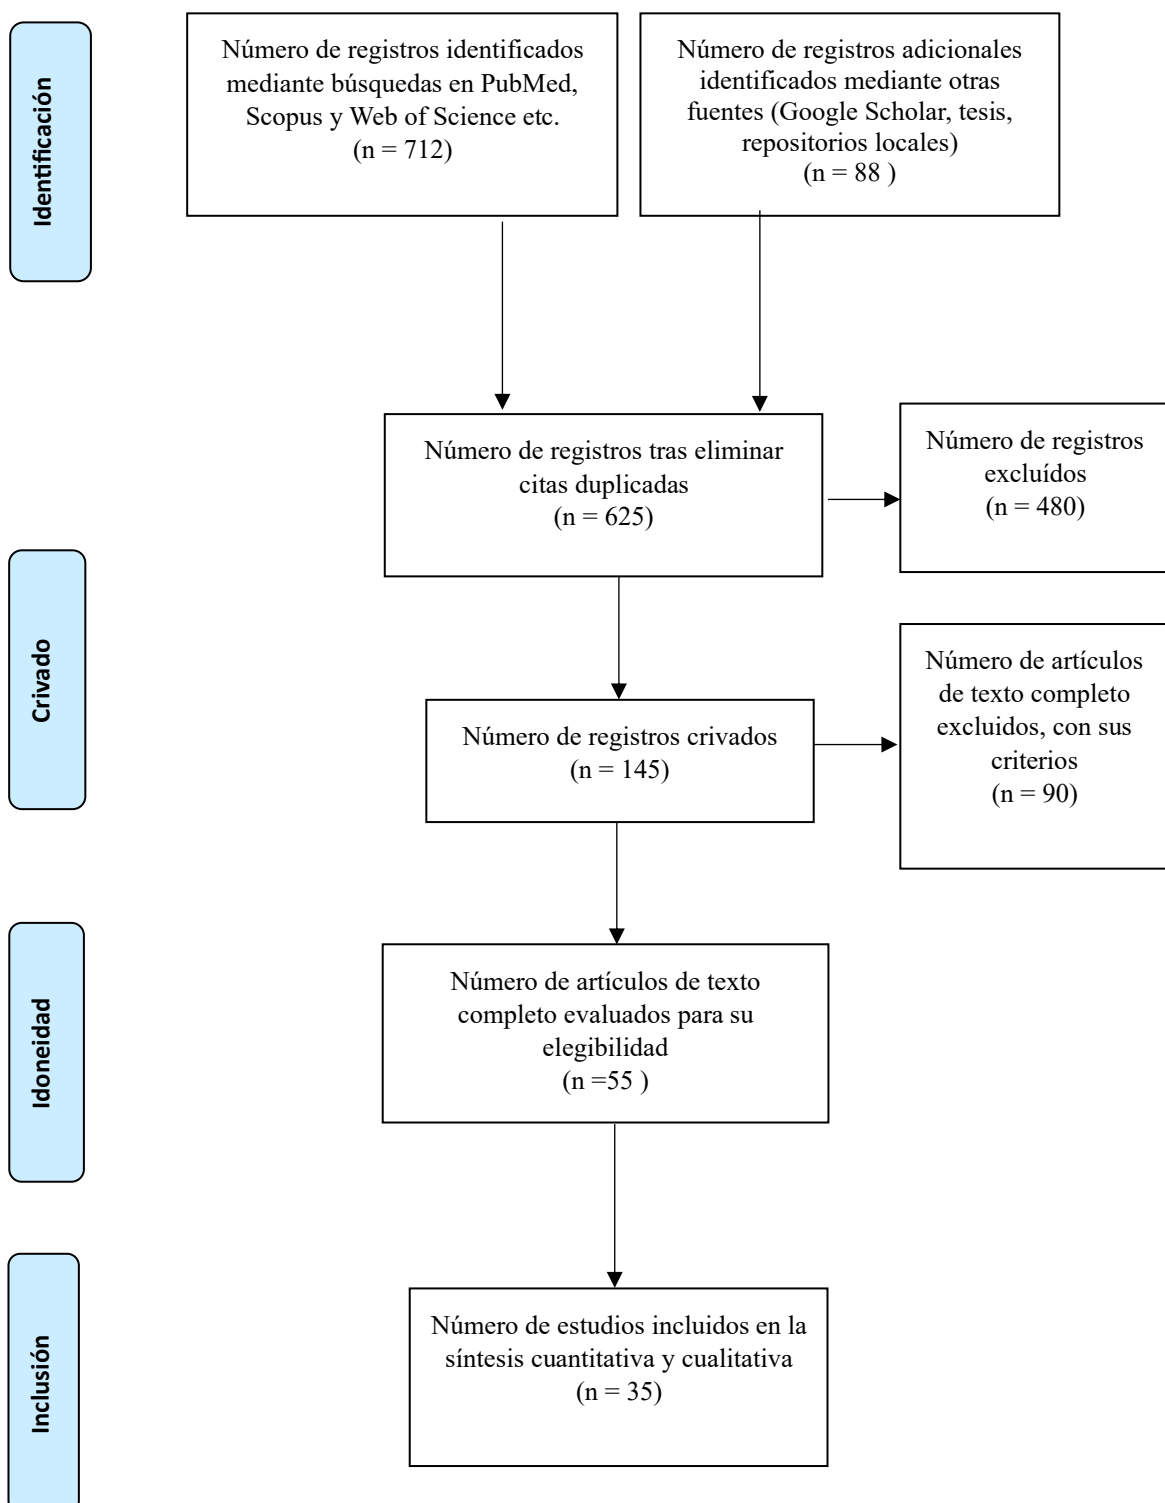 Identificación
Número de registros identificados
mediante búsquedas en PubMed,
Scopus y Web of Science etc.
(n = 712)
Número de registros adicionales
identificados mediante otras
fuentes (Google Scholar, tesis,
repositorios locales)
(n = 88 )
Número de registros tras eliminar
citas duplicadas
(n = 625)
Número de registros
excluídos
(n = 480)
Crivado
Número de registros crivados
(n = 145)
Número de artículos
de texto completo
excluidos, con sus
criterios
(n = 90)
Idoneidad
Número de artículos de texto
completo evaluados para su
elegibilidad
(n =55 )
Inclusión
Número de estudios incluidos en la
síntesis cuantitativa y cualitativa
(n = 35)